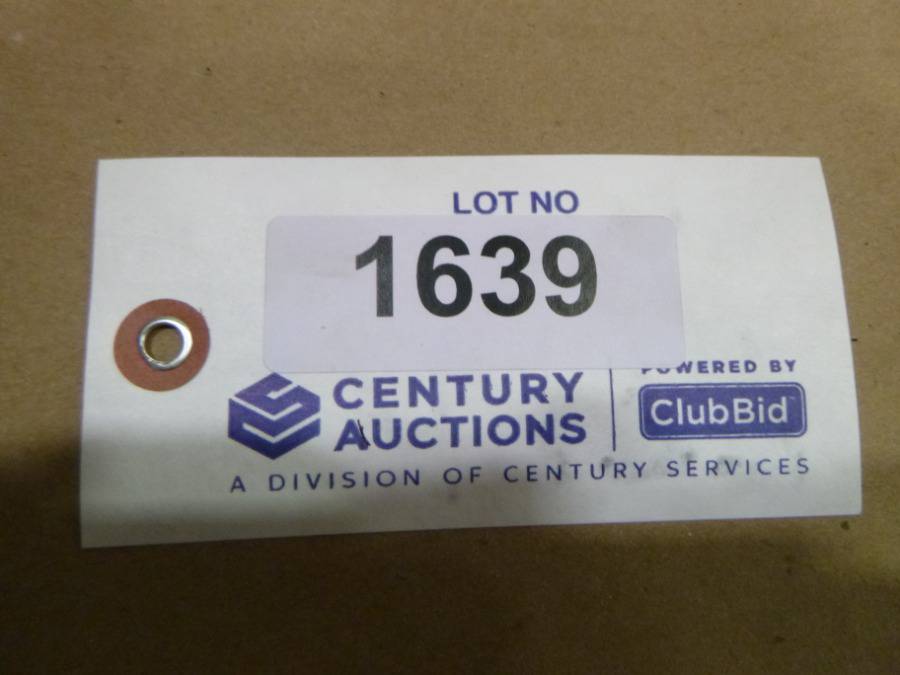 LOT NO
1639
CENTURY
AUCTIONS
POWERED BY
ClubBid
A DIVISION OF CENTURY SERVICES